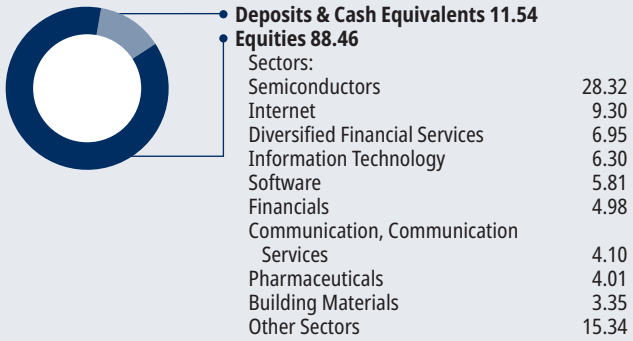 Deposits & Cash Equivalents 11.54
Equities 88.46
Sectors:
Semiconductors 28.32
Internet 9.30
Diversified Financial Services 6.95
Information Technology 6.30
Software 5.81
Financials 4.98
Communication, Communication
Services 4.10
Pharmaceuticals 4.01
Building Materials 3.35
Other Sectors 15.34